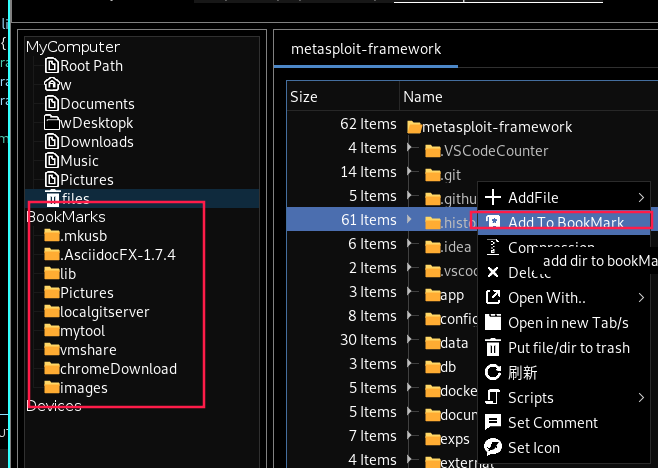 MyComputer
Root Path
w
Documents
wDesktopk
Downloads
Music
Pictures
files
BookMarks
.mkusb
.AsciidocFX-1.7.4
lib
Pictures
localgitserver
mytool
vmshare
chromeDownload
images
Devices
metasploit-framework
Size Name
62 Items metasploit-framework
4 Items .VSCodeCounter
14 Items .git
5 Items .githu
61 Items .histo
6 Items .idea
2 Items .vscod
3 Items app
8 Items config
30 Items data
3 Items db
5 Items docke
5 Items docum
7 Items exps
4 Items external
AddFile
Add To BookMark
Compression
add dir to bookMa
Delete
Open With..
Open in new Tab/s
Put file/dir to trash
刷新
Scripts
Set Comment
Set Icon